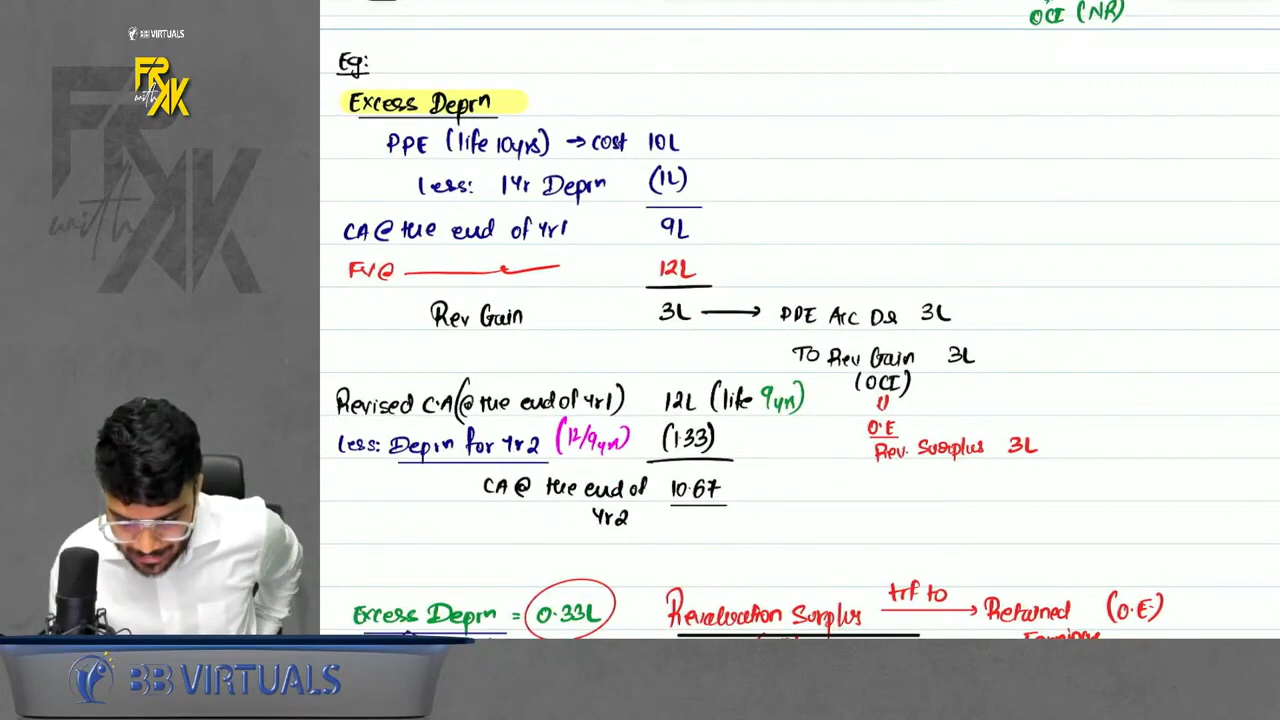 BB VIRTUALS
FR
with
AK
OCI (NR)
Eg:
Excess Deprn
PPE (life 10yrs) → cost 10L
less: 1Yr Deprn (1L)
CA @ the end of Yr1 9L
FV@ 12L
Rev Gain 3L → PPE A/c Dr 3L
To Rev Gain 3L
(OCI)
Revised C.A (@ the end of Yr1) 12L (life 9yrs)
O.E
less: Deprn for Yr2 (12/9yrs) (1.33)
Rev. Surplus 3L
CA @ the end of Yr2 10.67
Excess Deprn = 0.33L Revaluation Surplus trf to → Retained (O.E.)
Earnings
BB VIRTUALS